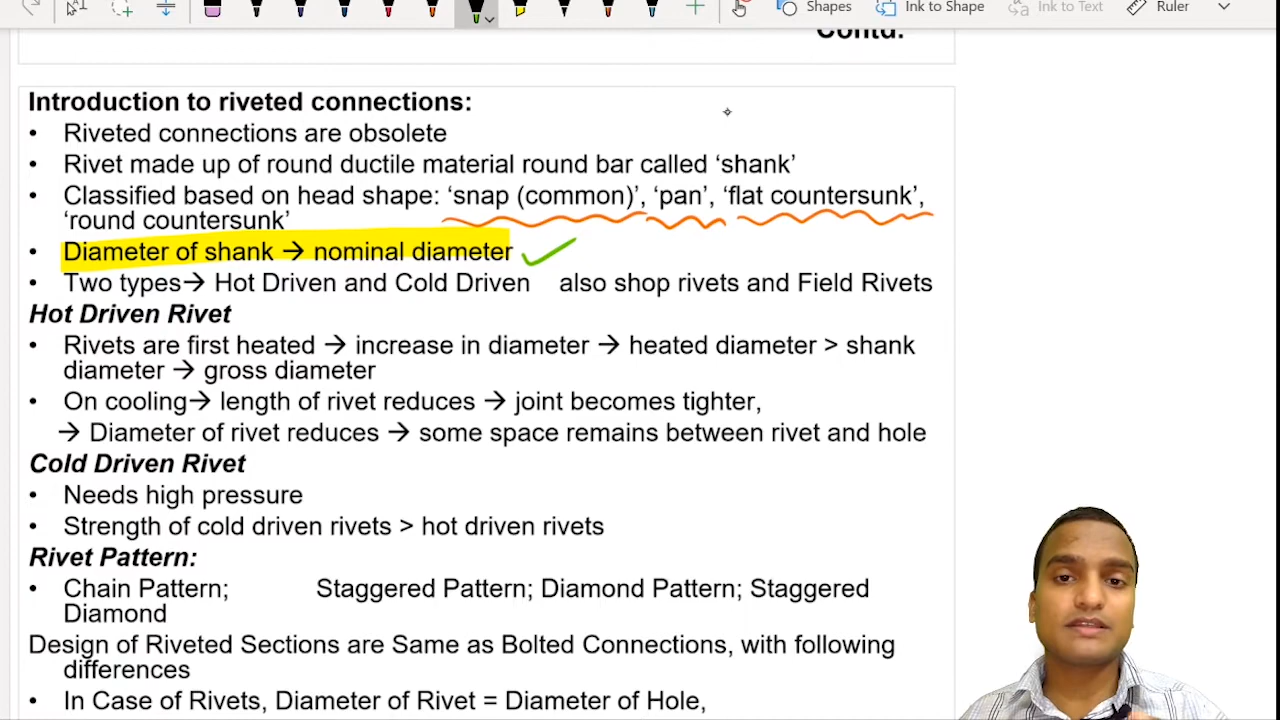 Shapes
Ink to Shape
Ink to Text
Ruler
Contd.
Introduction to riveted connections:
• Riveted connections are obsolete
• Rivet made up of round ductile material round bar called ‘shank’
• Classified based on head shape: ‘snap (common)’, ‘pan’, ‘flat countersunk’,
‘round countersunk’
• Diameter of shank → nominal diameter
• Two types→ Hot Driven and Cold Driven also shop rivets and Field Rivets
Hot Driven Rivet
• Rivets are first heated → increase in diameter → heated diameter > shank
diameter → gross diameter
• On cooling→ length of rivet reduces → joint becomes tighter,
→ Diameter of rivet reduces → some space remains between rivet and hole
Cold Driven Rivet
• Needs high pressure
• Strength of cold driven rivets > hot driven rivets
Rivet Pattern:
• Chain Pattern; Staggered Pattern; Diamond Pattern; Staggered
Diamond
Design of Riveted Sections are Same as Bolted Connections, with following
differences
• In Case of Rivets, Diameter of Rivet = Diameter of Hole,